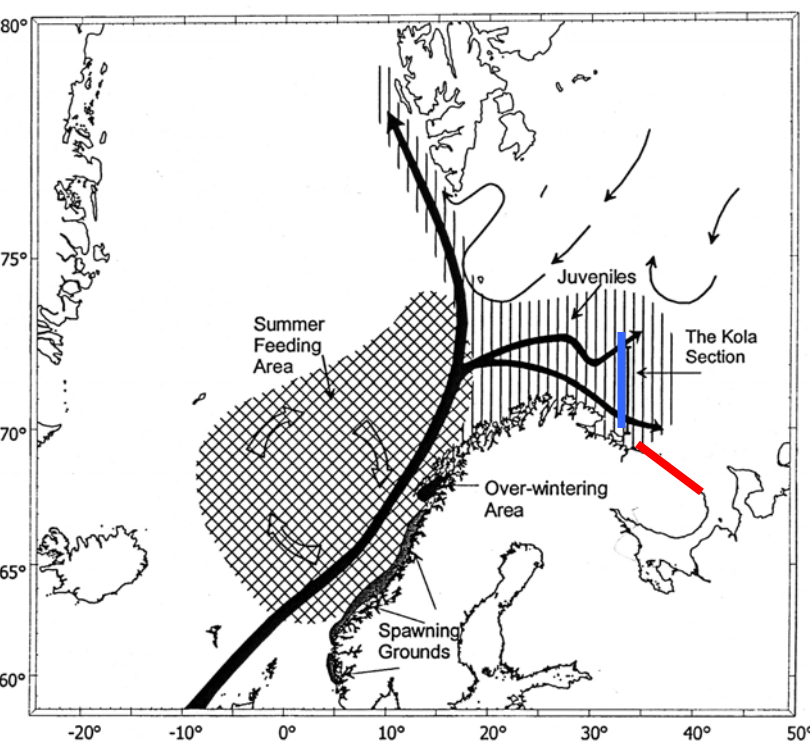 80°
75°
70°
65°
60°
Juveniles
Summer
Feeding
Area
The Kola
Section
Over-wintering
Area
Spawning
Grounds
-20° -10° 0° 10° 20° 30° 40° 50°